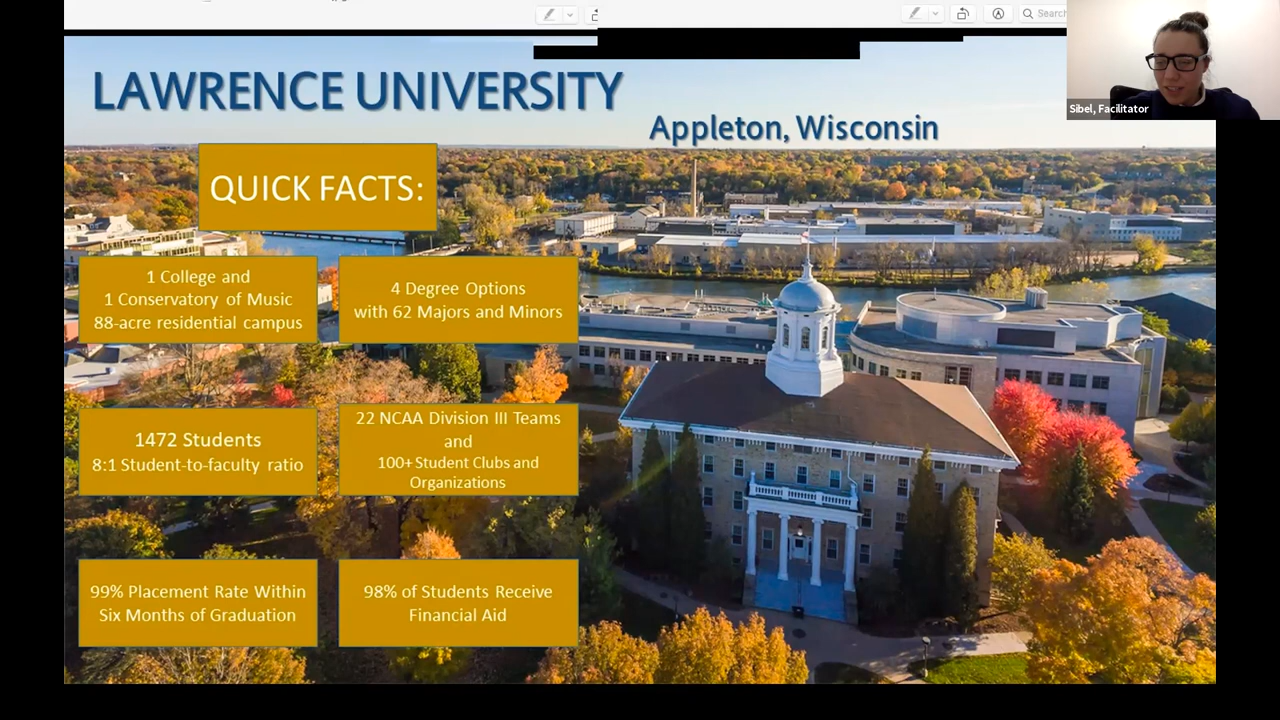 Search
Sibel, Facilitator
LAWRENCE UNIVERSITY
Appleton, Wisconsin
QUICK FACTS:
1 College and
1 Conservatory of Music
88-acre residential campus
4 Degree Options
with 62 Majors and Minors
1472 Students
8:1 Student-to-faculty ratio
22 NCAA Division III Teams
and
100+ Student Clubs and
Organizations
99% Placement Rate Within
Six Months of Graduation
98% of Students Receive
Financial Aid